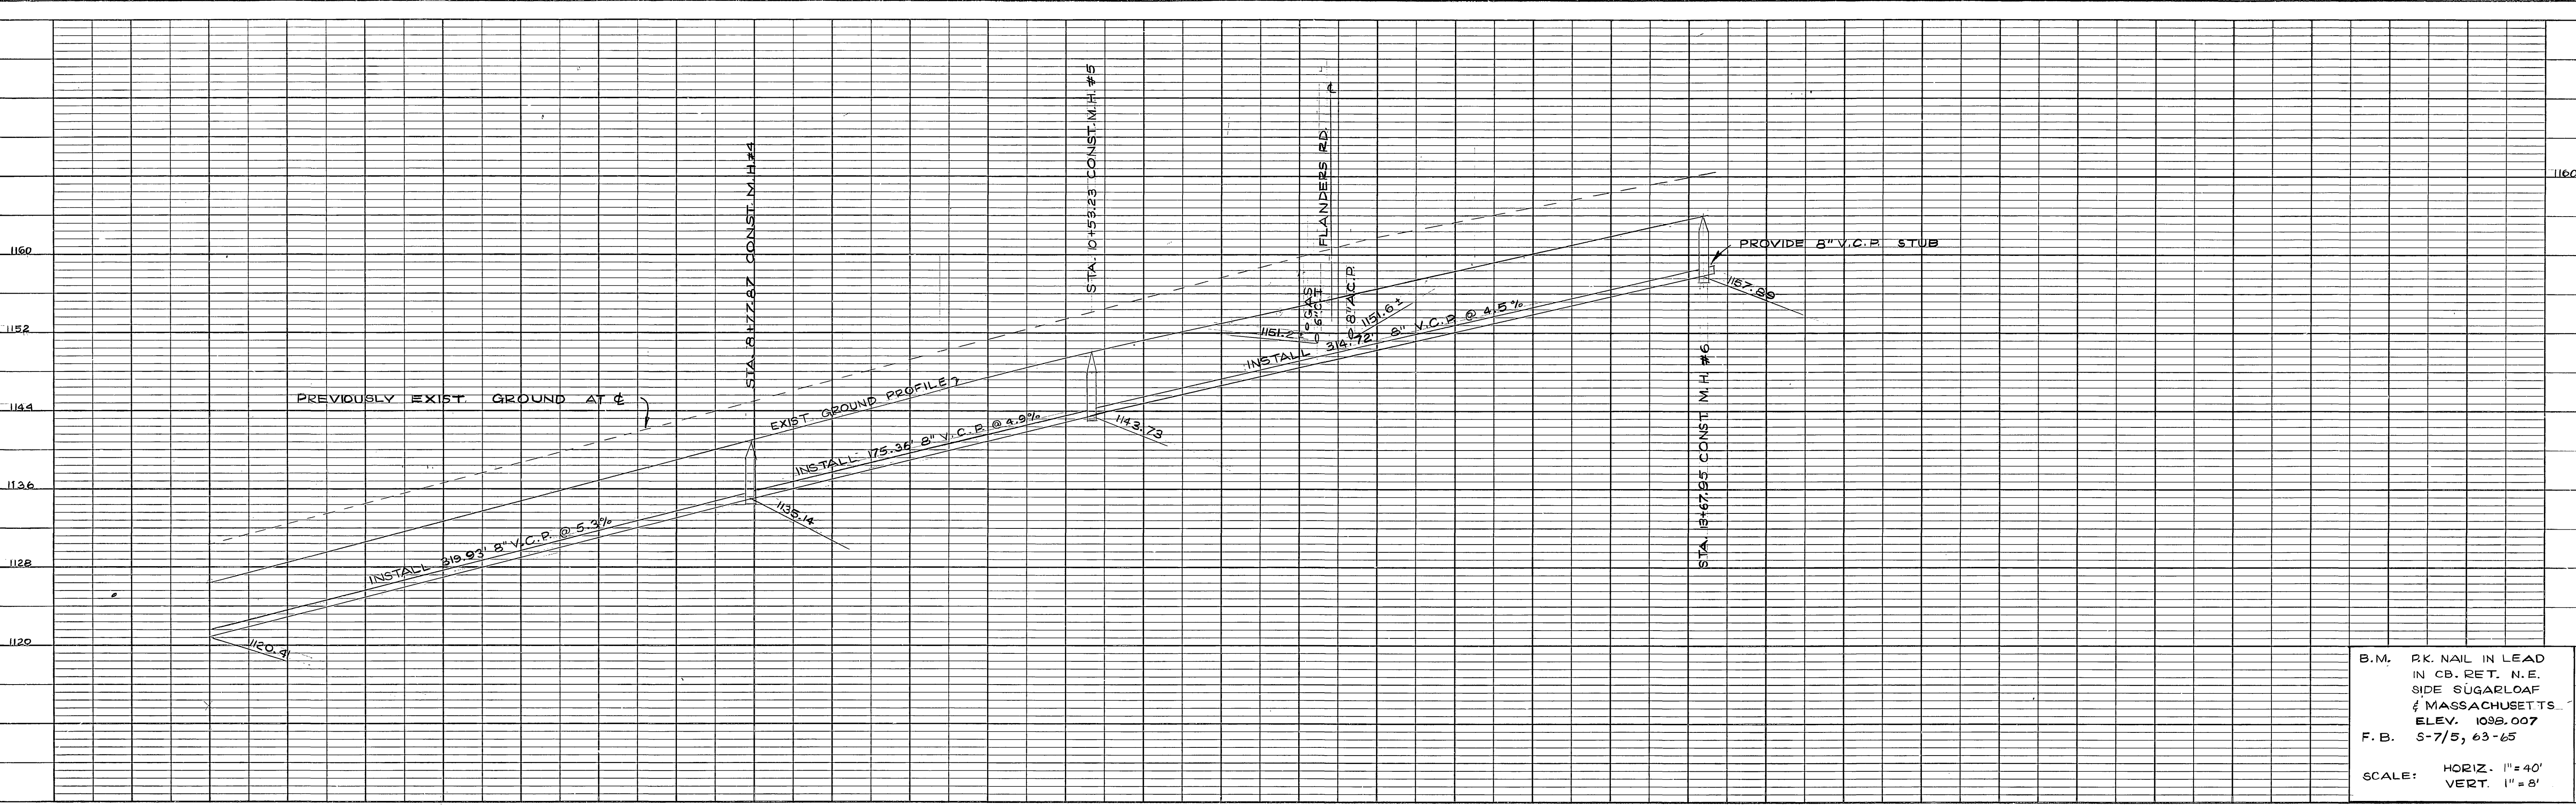 STA. 8+77.87 CONST. M.H. #4
STA. 10+53.23 CONST. M.H. #5
FLANDERS RD.
STA. 13+67.95 CONST. M.H. #6
1160
1152
1144
1136
1128
1120
1160
PREVIOUSLY EXIST. GROUND AT ℄
EXIST. GROUND PROFILE
INSTALL 319.93' 8" V.C.P. @ 5.3%
INSTALL 175.36' 8" V.C.P. @ 4.9%
INSTALL 314.72' 8" V.C.P. @ 4.5%
1120.41
1135.14
1143.73
1157.89
GAS
6" C.I.
8" A.C.P.
1151.2±
1151.6±
PROVIDE 8" V.C.P. STUB
B.M. P.K. NAIL IN LEAD
IN CB. RET. N.E.
SIDE SUGARLOAF
& MASSACHUSETTS
ELEV. 1098.007
F.B. S-7/5, 63-65
SCALE: HORIZ. 1"=40'
VERT. 1"=8'